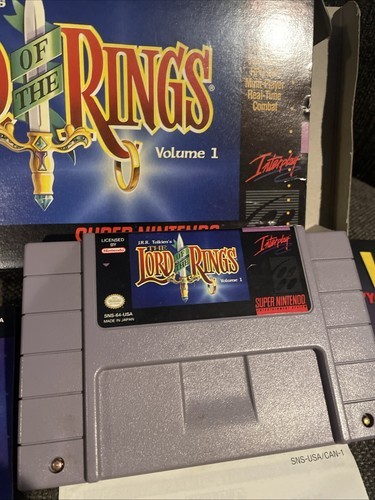 OF
THE
RINGS®
Volume 1
Multi-Player
Real-Time
Combat
Interplay
SUPER NINTENDO
LICENSED
BY
Nintendo
J.R.R. Tolkien's
THE
LORD OF THE RINGS
Volume 1
Interplay
SUPER NINTENDO
SNS-64-USA
MADE IN JAPAN
SNS-USA/CAN-1